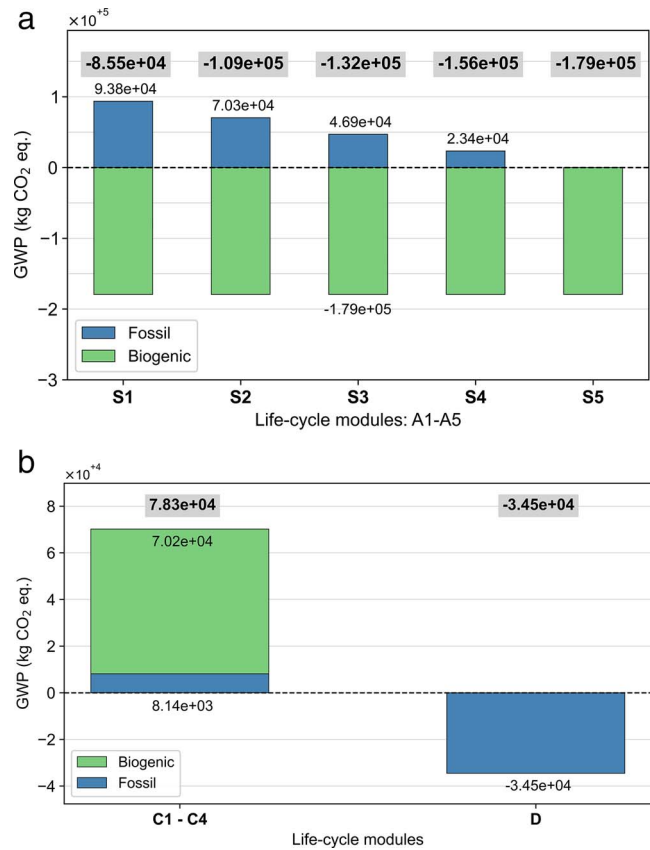 a
×10⁺⁵
-8.55e+04 -1.09e+05 -1.32e+05 -1.56e+05 -1.79e+05
9.38e+04
7.03e+04
4.69e+04
2.34e+04
1
0
−1
−2
−3
GWP (kg CO₂ eq.)
-1.79e+05
Fossil
Biogenic
S1 S2 S3 S4 S5
Life-cycle modules: A1-A5
b
×10⁺⁴
7.83e+04 -3.45e+04
8
6
4
2
0
−2
−4
GWP (kg CO₂ eq.)
7.02e+04
8.14e+03
-3.45e+04
Biogenic
Fossil
C1 - C4 D
Life-cycle modules